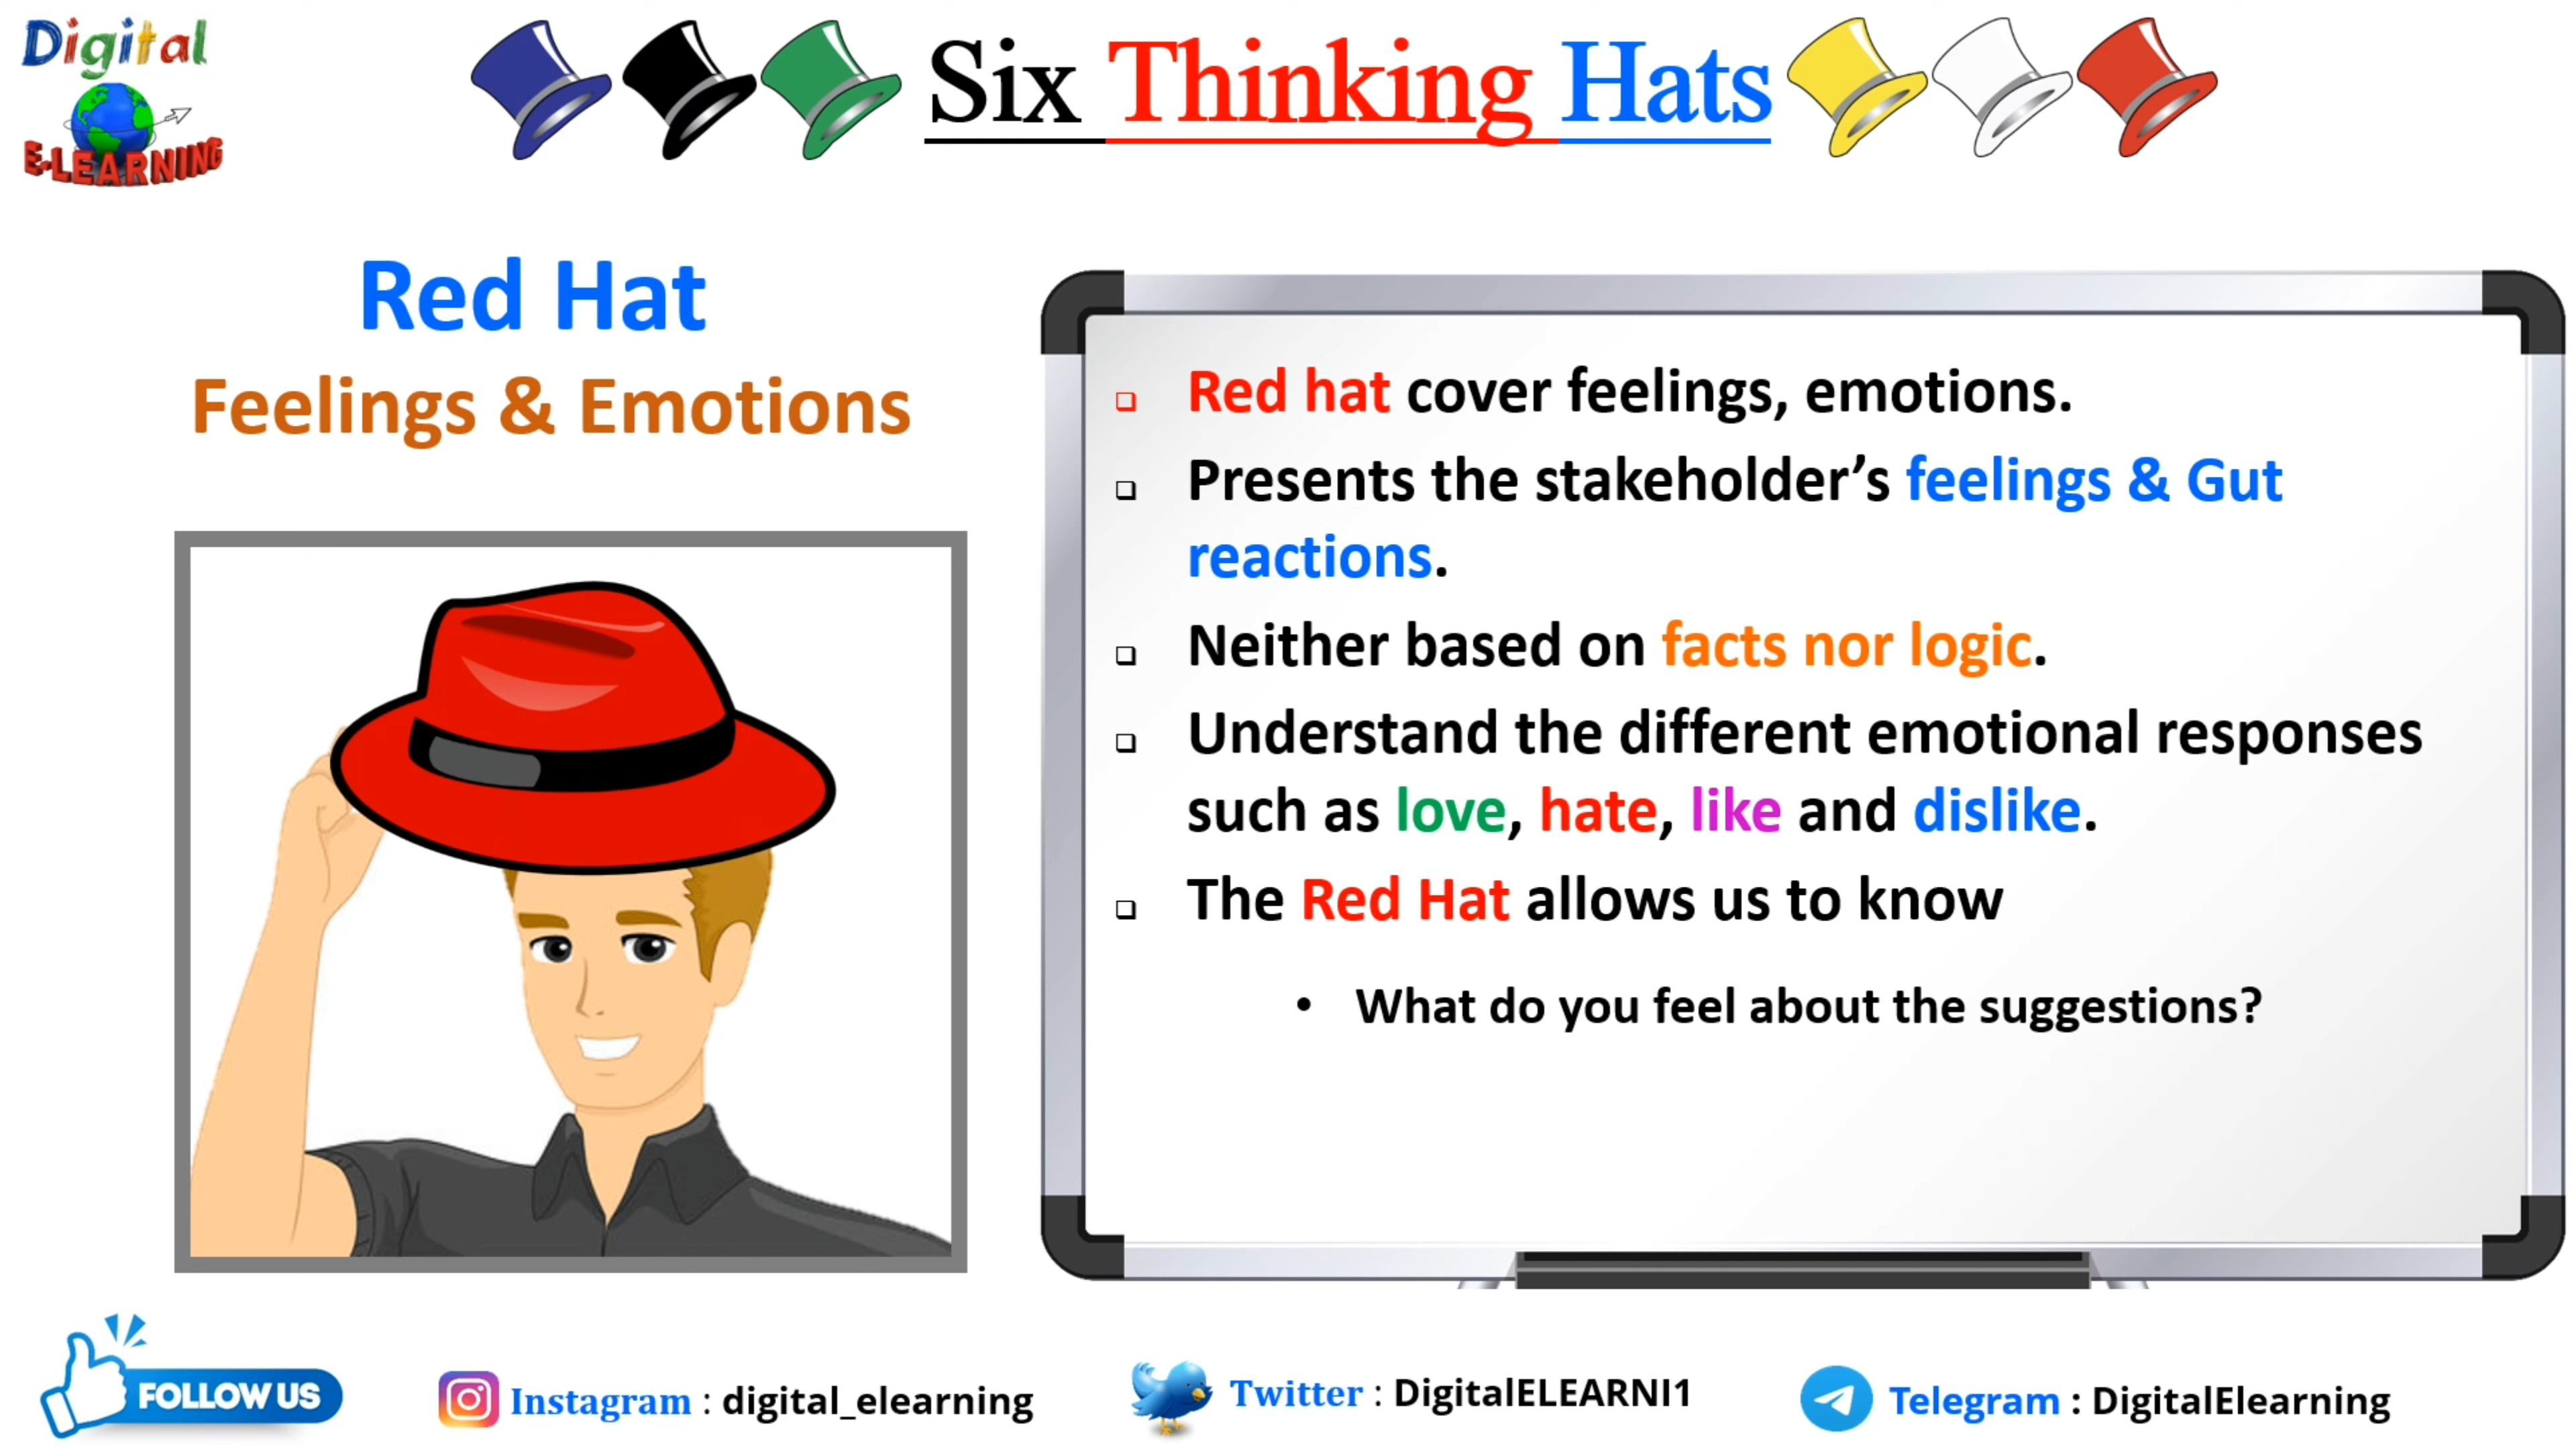 Digital
E-LEARNING
Six Thinking Hats
Red Hat
Feelings & Emotions
❑ Red hat cover feelings, emotions.
❑ Presents the stakeholder’s feelings & Gut
reactions.
❑ Neither based on facts nor logic.
❑ Understand the different emotional responses
such as love, hate, like and dislike.
❑ The Red Hat allows us to know
• What do you feel about the suggestions?
FOLLOW US
Instagram : digital_elearning
Twitter : DigitalELEARNI1
Telegram : DigitalElearning